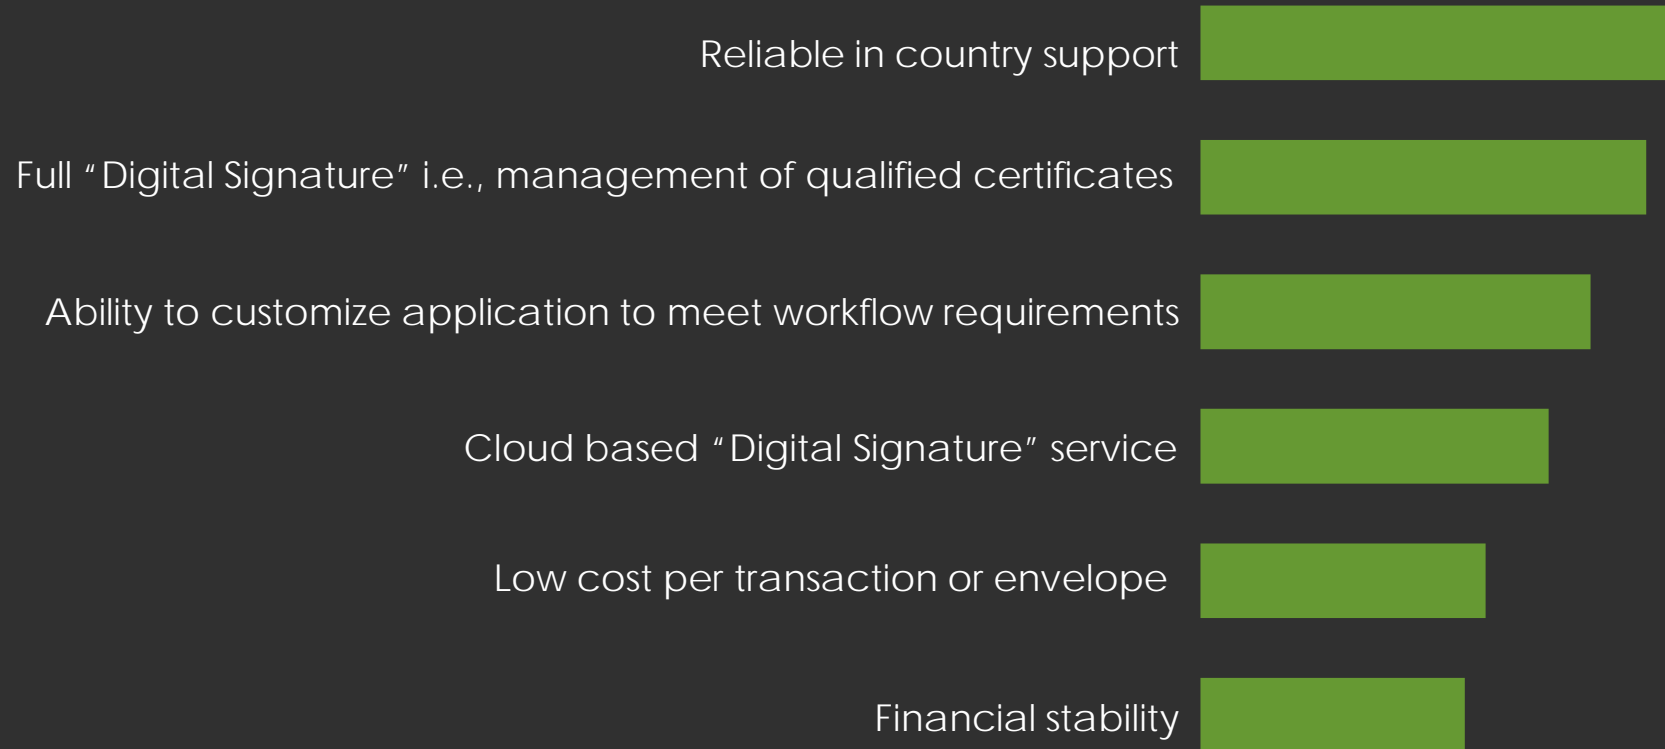 Reliable in country support
Full “Digital Signature” i.e., management of qualified certificates
Ability to customize application to meet workflow requirements
Cloud based “Digital Signature” service
Low cost per transaction or envelope
Financial stability